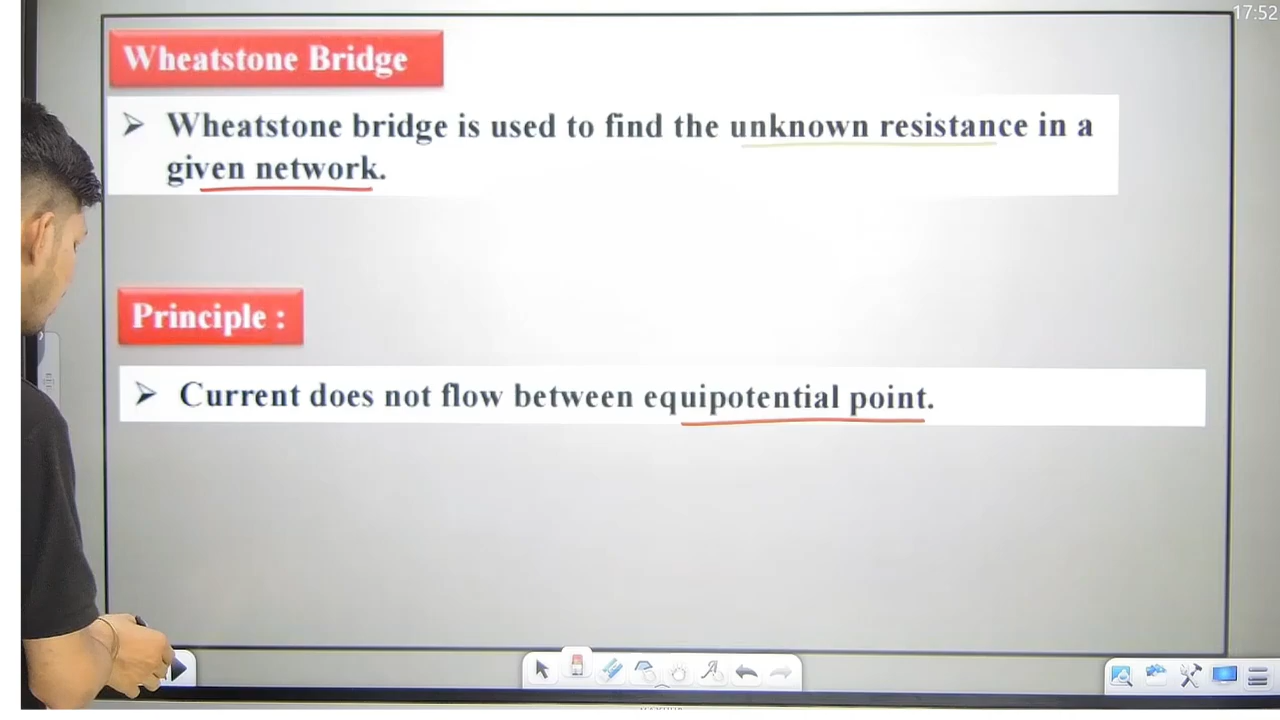 17:52
Wheatstone Bridge
➢ Wheatstone bridge is used to find the unknown resistance in a
given network.
Principle :
➢ Current does not flow between equipotential point.